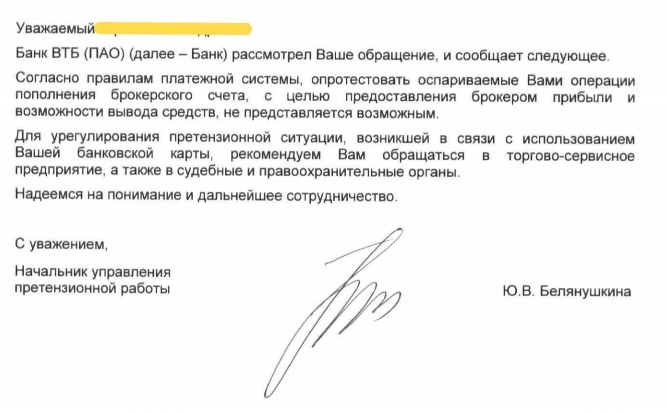 Уважаемый
Банк ВТБ (ПАО) (далее – Банк) рассмотрел Ваше обращение, и сообщает следующее.
Согласно правилам платежной системы, опротестовать оспариваемые Вами операции
пополнения брокерского счета, с целью предоставления брокером прибыли и
возможности вывода средств, не представляется возможным.
Для урегулирования претензионной ситуации, возникшей в связи с использованием
Вашей банковской карты, рекомендуем Вам обращаться в торгово-сервисное
предприятие, а также в судебные и правоохранительные органы.
Надеемся на понимание и дальнейшее сотрудничество.
С уважением,
Начальник управления
претензионной работы
Ю.В. Белянушкина